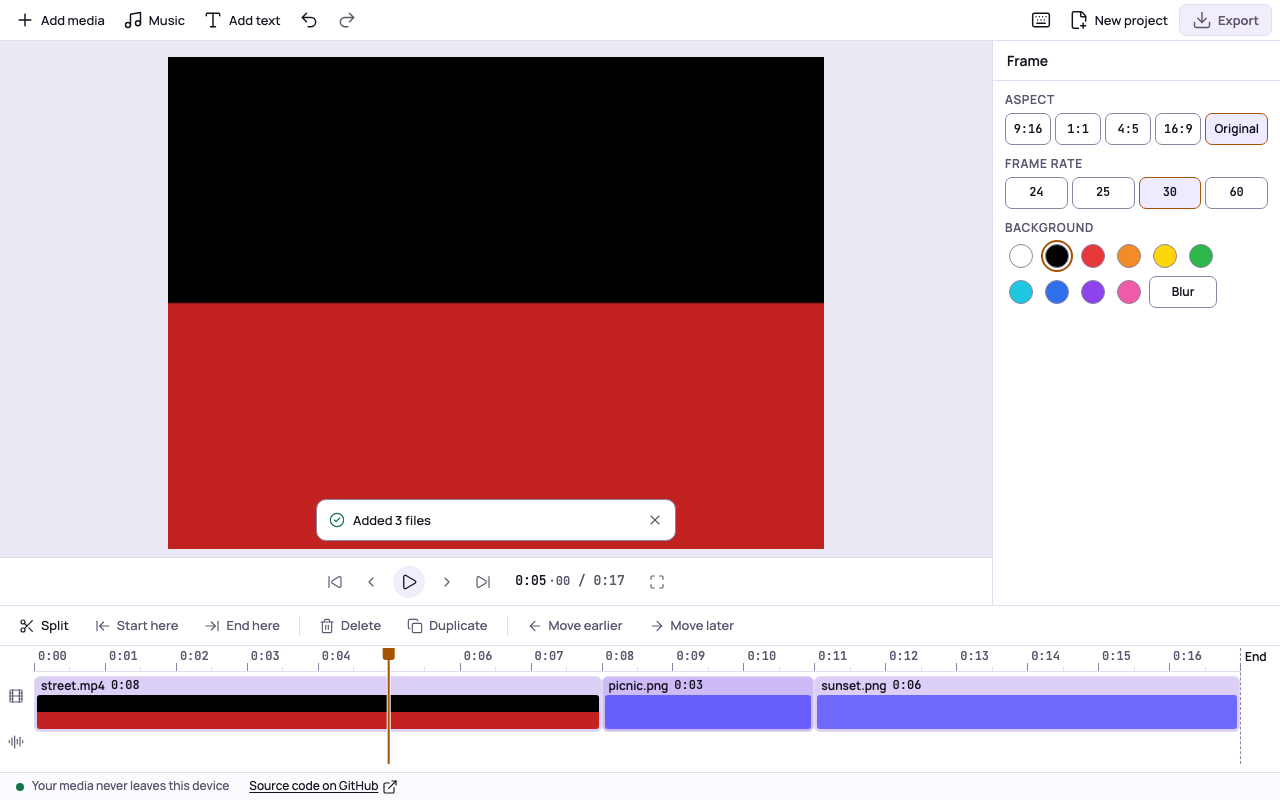 Add media Music Add text New project Export
Frame
ASPECT
9:16 1:1 4:5 16:9 Original
FRAME RATE
24 25 30 60
BACKGROUND
Blur
Added 3 files
0:05·00 / 0:17
Split Start here End here Delete Duplicate Move earlier Move later
0:00 0:01 0:02 0:03 0:04 0:06 0:07 0:08 0:09 0:10 0:11 0:12 0:13 0:14 0:15 0:16 End
street.mp4 0:08 picnic.png 0:03 sunset.png 0:06
Your media never leaves this device Source code on GitHub